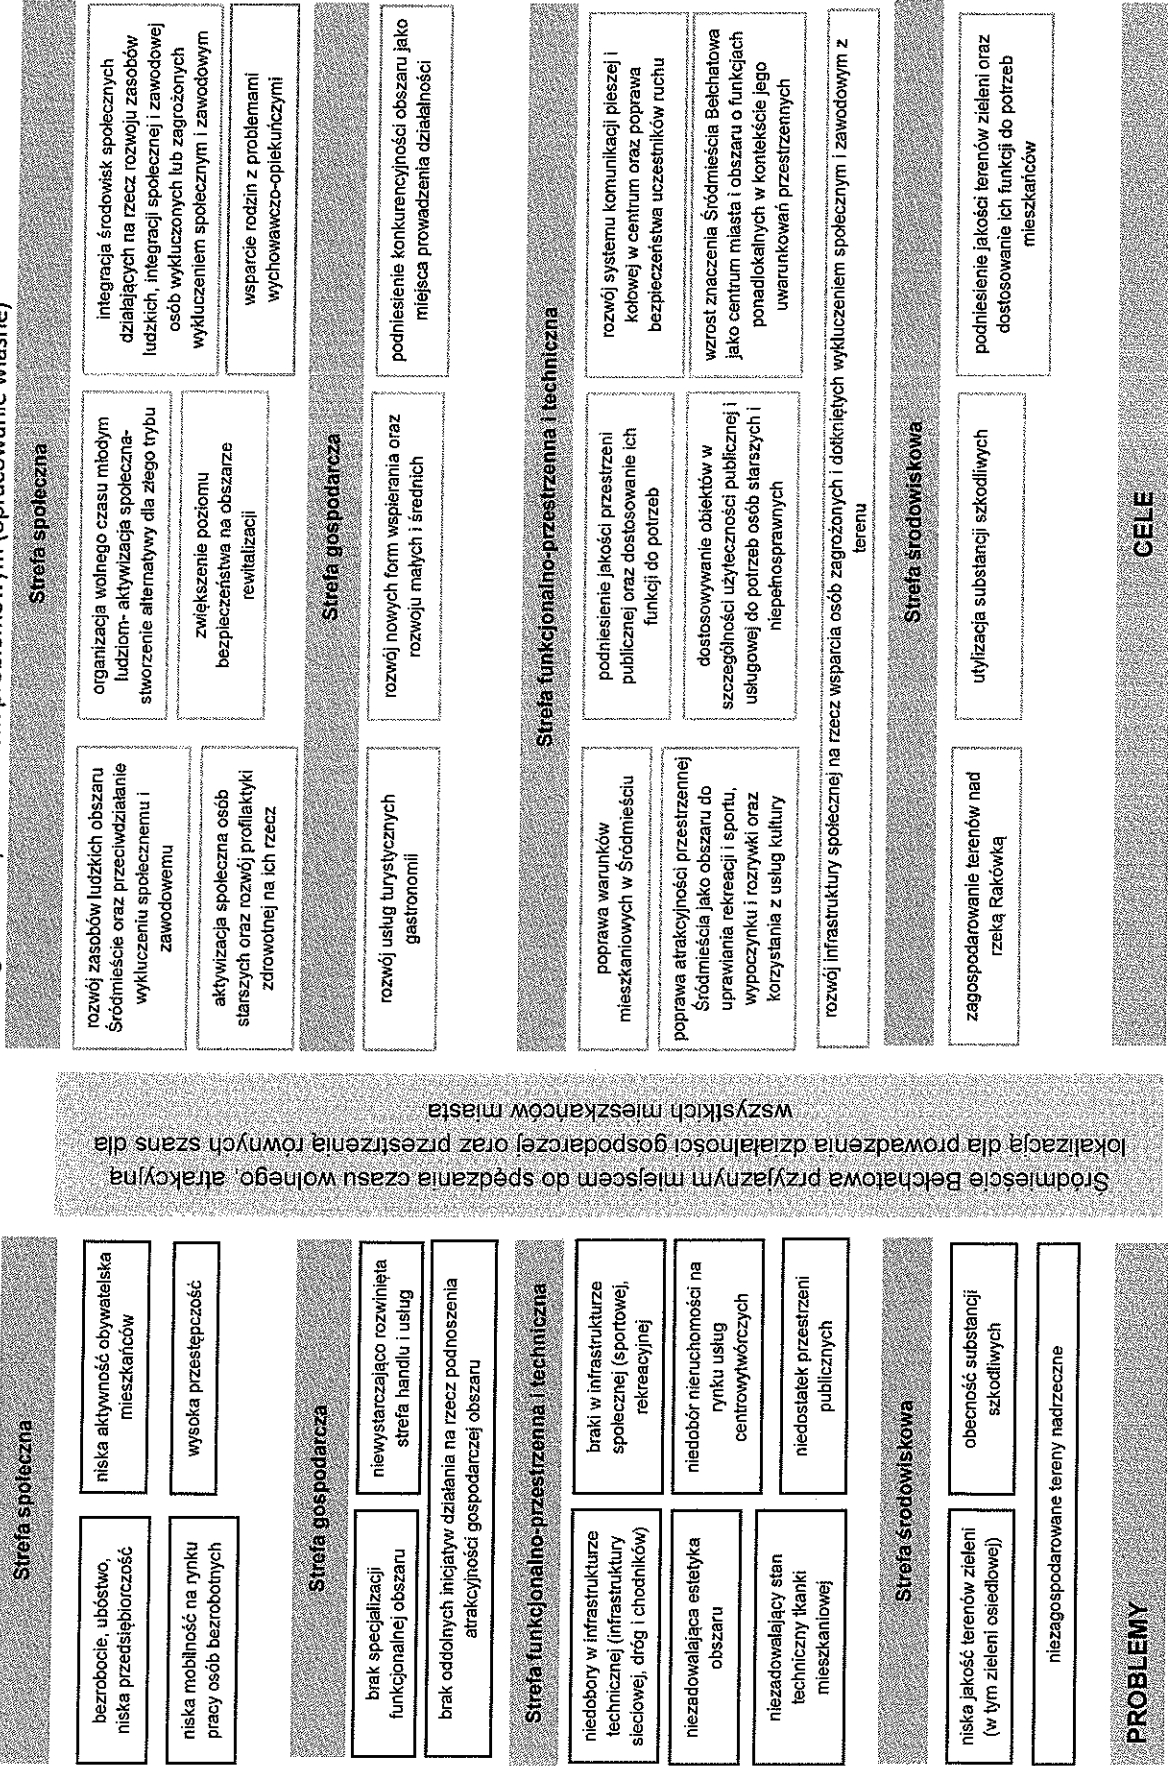 Strefa społeczna
bezrobocie, ubóstwo,
niska przedsiębiorczość
niska aktywność obywatelska
mieszkańców
niska mobilność na rynku
pracy osób bezrobotnych
wysoka przestępczość
Strefa gospodarcza
brak specjalizacji
funkcjonalnej obszaru
niewystarczająco rozwinięta
strefa handlu i usług
brak oddolnych inicjatyw działania na rzecz podnoszenia
atrakcyjności gospodarczej obszaru
Strefa funkcjonalno-przestrzenna i techniczna
niedobory w infrastrukturze
technicznej (infrastruktury
sieciowej, dróg i chodników)
braki w infrastrukturze
społecznej (sportowej,
rekreacyjnej
niezadowalająca estetyka
obszaru
niedobór nieruchomości na
rynku usług
centrowytwórczych
niezadowalający stan
techniczny tkanki
mieszkaniowej
niedostatek przestrzeni
publicznych
Strefa środowiskowa
niska jakość terenów zieleni
(w tym zieleni osiedlowej)
obecność substancji
szkodliwych
niezagospodarowane tereny nadrzeczne
PROBLEMY
Śródmieście Bełchatowa przyjaznym miejscem do spędzania czasu wolnego, atrakcyjną
lokalizacją dla prowadzenia działalności gospodarczej oraz przestrzenią równych szans dla
wszystkich mieszkańców miasta
(opracowanie własne)
Strefa społeczna
rozwój zasobów ludzkich obszaru
Śródmieście oraz przeciwdziałanie
wykluczeniu społecznemu i
zawodowemu
organizacja wolnego czasu młodym
ludziom- aktywizacja społeczna-
stworzenie alternatywy dla złego trybu
integracja środowisk społecznych
działających na rzecz rozwoju zasobów
ludzkich, integracji społecznej i zawodowej
osób wykluczonych lub zagrożonych
wykluczeniem społecznym i zawodowym
aktywizacja społeczna osób
starszych oraz rozwój profilaktyki
zdrowotnej na ich rzecz
zwiększenie poziomu
bezpieczeństwa na obszarze
rewitalizacji
wsparcie rodzin z problemami
wychowawczo-opiekuńczymi
Strefa gospodarcza
rozwój usług turystycznych
gastronomii
rozwój nowych form wspierania oraz
rozwoju małych i średnich
podniesienie konkurencyjności obszaru jako
miejsca prowadzenia działalności
Strefa funkcjonalno-przestrzenna i techniczna
poprawa warunków
mieszkaniowych w Śródmieściu
podniesienie jakości przestrzeni
publicznej oraz dostosowanie ich
funkcji do potrzeb
rozwój systemu komunikacji pieszej i
kołowej w centrum oraz poprawa
bezpieczeństwa uczestników ruchu
poprawa atrakcyjności przestrzennej
Śródmieścia jako obszaru do
uprawiania rekreacji i sportu,
wypoczynku i rozrywki oraz
korzystania z usług kultury
dostosowywanie obiektów w
szczególności użyteczności publicznej i
usługowej do potrzeb osób starszych i
niepełnosprawnych
wzrost znaczenia Śródmieścia Bełchatowa
jako centrum miasta i obszaru o funkcjach
ponadlokalnych w kontekście jego
uwarunkowań przestrzennych
rozwój infrastruktury społecznej na rzecz wsparcia osób zagrożonych i dotkniętych wykluczeniem społecznym i zawodowym z
terenu
Strefa środowiskowa
zagospodarowanie terenów nad
rzeką Rakówką
utylizacja substancji szkodliwych
podniesienie jakości terenów zieleni oraz
dostosowanie ich funkcji do potrzeb
mieszkańców
CELE